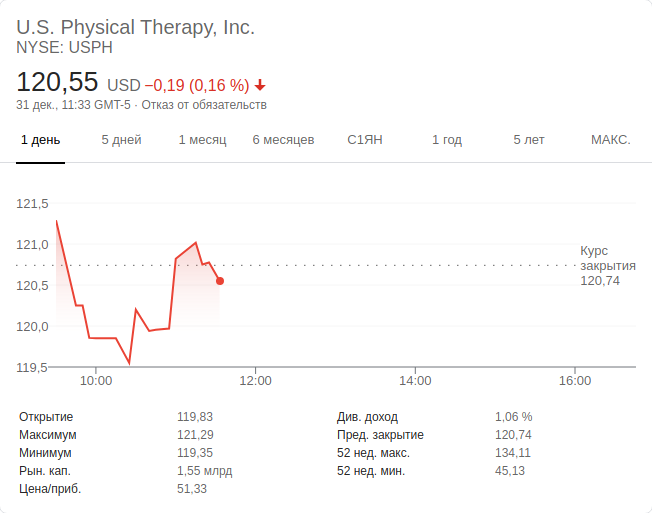 U.S. Physical Therapy, Inc.
NYSE: USPH
120,55 USD −0,19 (0,16 %)
31 дек., 11:33 GMT-5 · Отказ от обязательств
1 день 5 дней 1 месяц 6 месяцев С1ЯН 1 год 5 лет МАКС.
121,5
121,0
120,5
120,0
119,5
Курс
закрытия
120,74
10:00 12:00 14:00 16:00
Открытие 119,83 Див. доход 1,06 %
Максимум 121,29 Пред. закрытие 120,74
Минимум 119,35 52 нед. макс. 134,11
Рын. кап. 1,55 млрд 52 нед. мин. 45,13
Цена/приб. 51,33